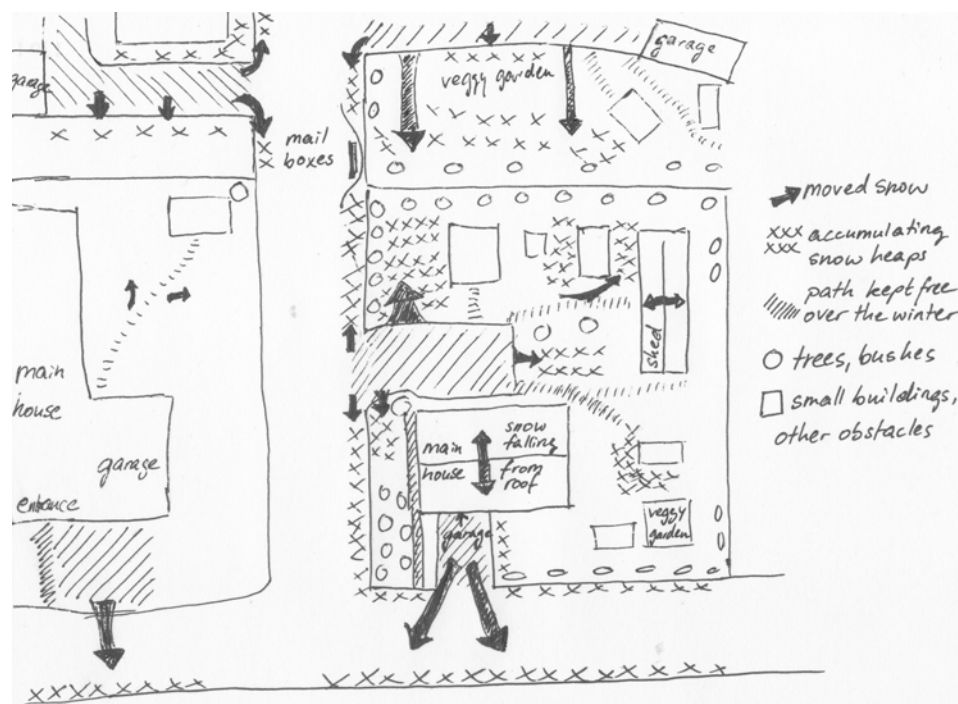 garage
garage
veggy garden
mail
boxes
moved snow
xxx accumulating
xxx snow heaps
path kept free
over the winter
trees, bushes
small buildings,
other obstacles
shed
main
house
garage
entrance
main
house
snow
falling
from
roof
garage
veggy
garden